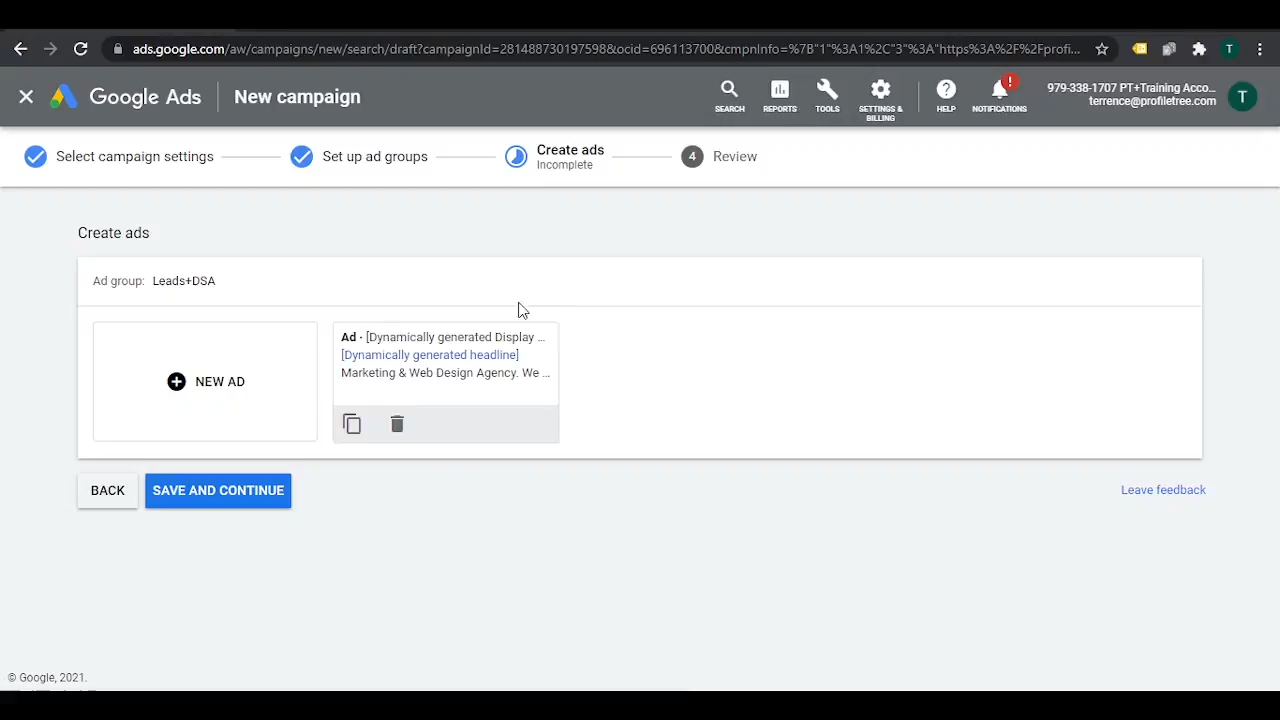 ads.google.com/aw/campaigns/new/search/draft?campaignId=281488730197598&ocid=696113700&cmpnInfo=%7B"1"%3A1%2C"3"%3A"https%3A%2F%2Fprofi...
T
Google Ads
New campaign
SEARCH
REPORTS
TOOLS
SETTINGS & BILLING
HELP
!
NOTIFICATIONS
979-338-1707 PT+Training Acco...
terrence@profiletree.com
T
Select campaign settings
Set up ad groups
Create ads
Incomplete
4
Review
Create ads
Ad group: Leads+DSA
NEW AD
Ad · [Dynamically generated Display ...
[Dynamically generated headline]
Marketing & Web Design Agency. We ...
BACK
SAVE AND CONTINUE
Leave feedback
© Google, 2021.